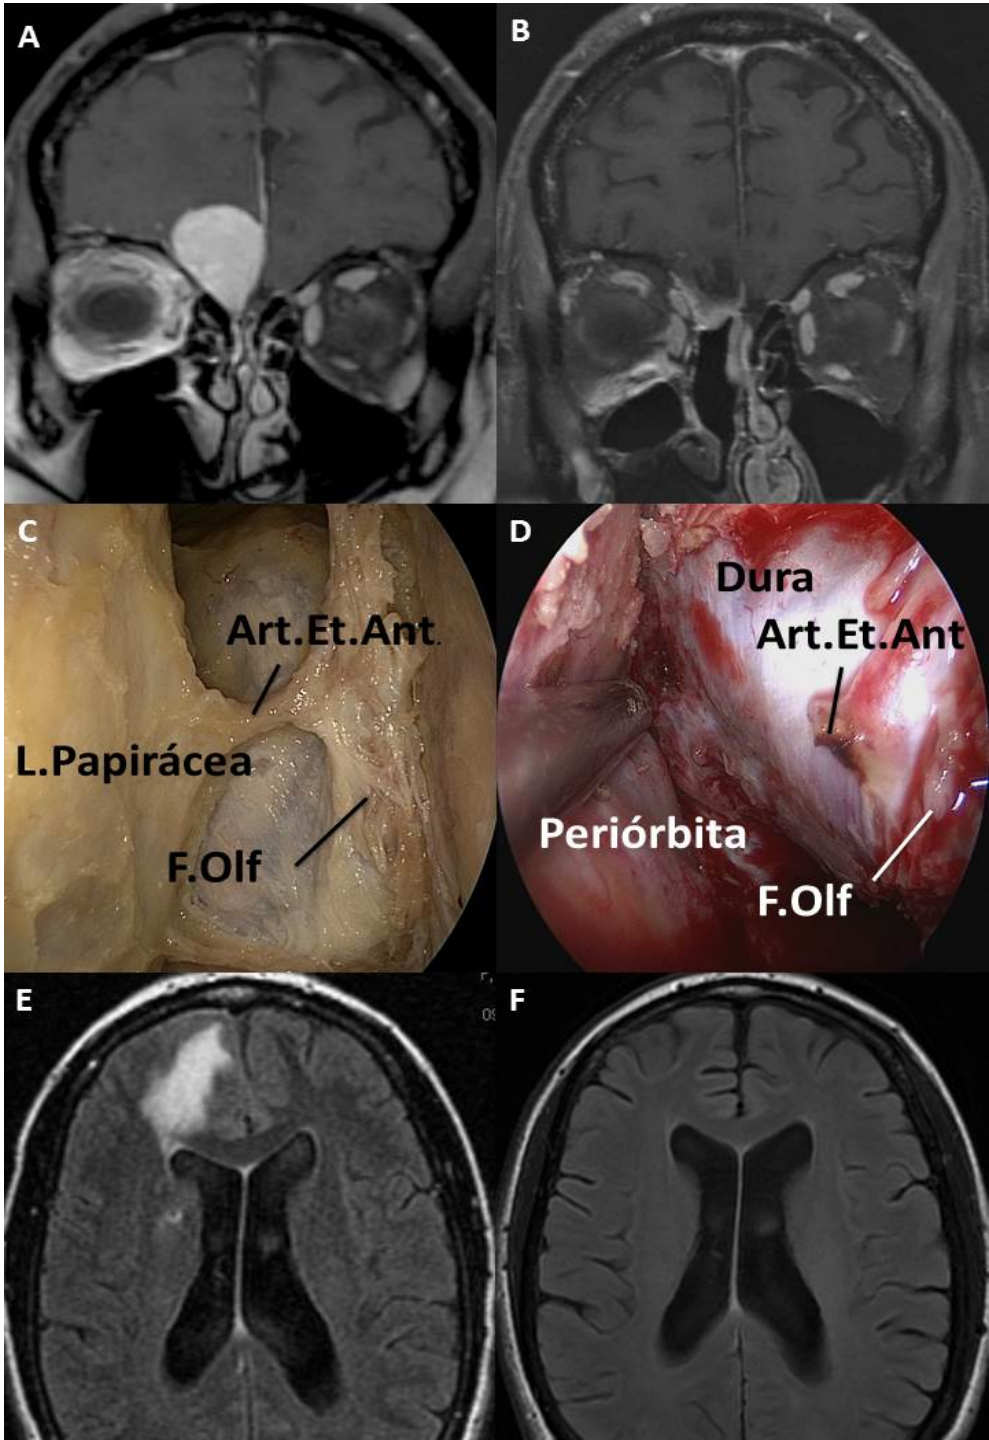 A
B
C
Art.Et.Ant.
L.Papirácea
F.Olf
D
Dura
Art.Et.Ant
Periórbita
F.Olf
E
F